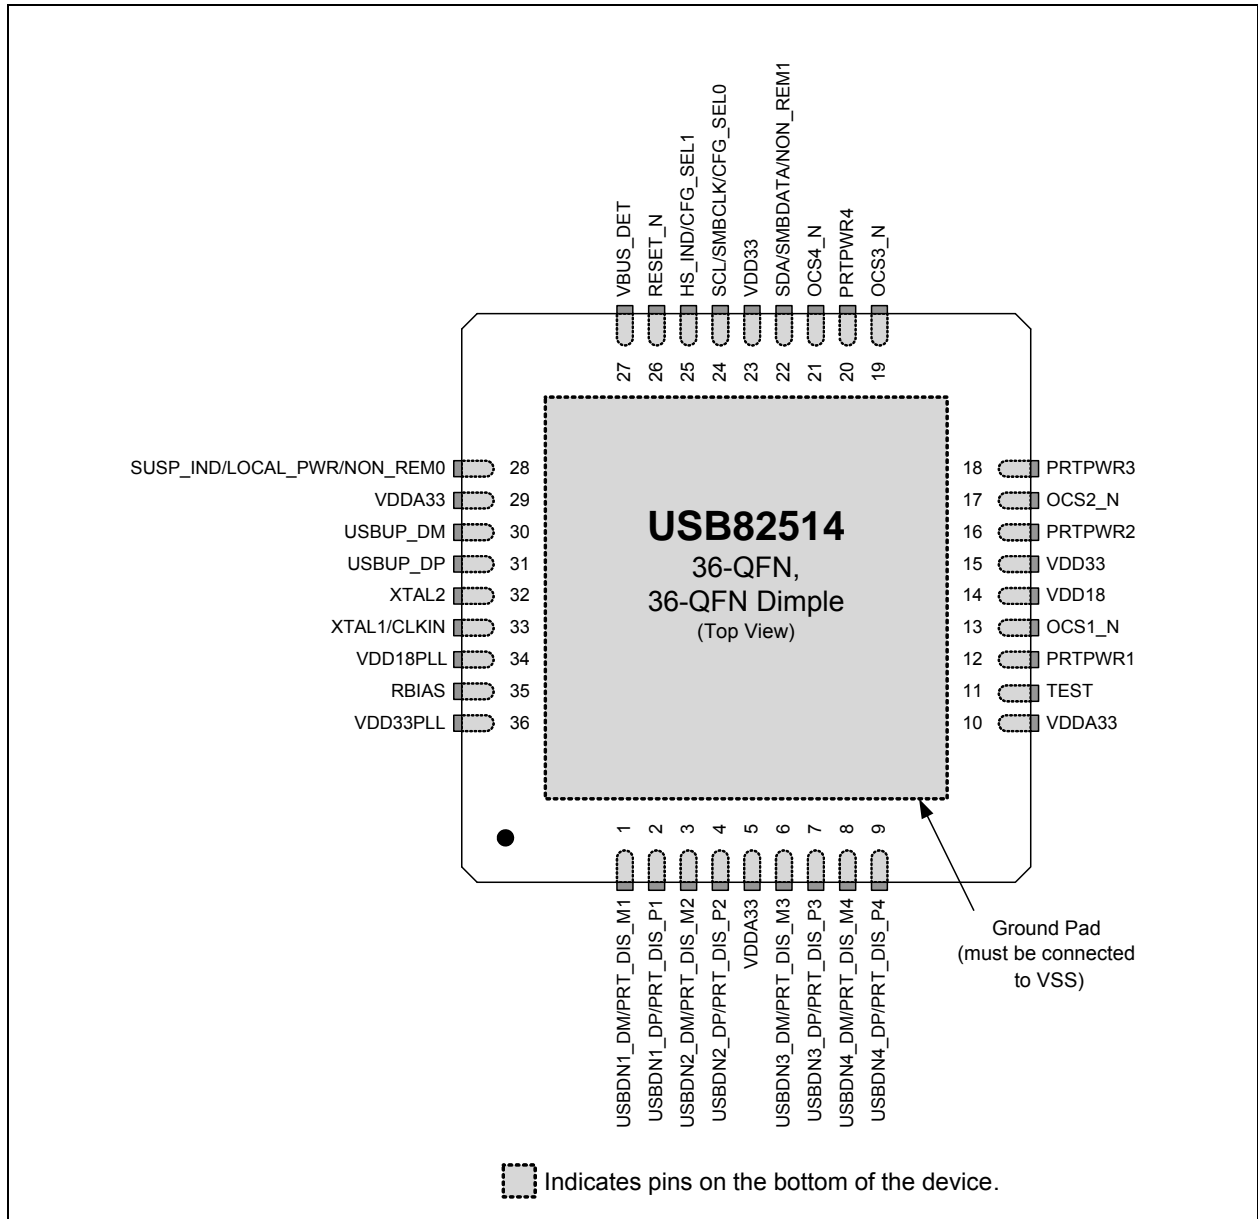 VBUS_DET
RESET_N
HS_IND/CFG_SEL1
SCL/SMBCLK/CFG_SEL0
VDD33
SDA/SMBDATA/NON_REM1
OCS4_N
PRTPWR4
OCS3_N
27
26
25
24
23
22
21
20
19
SUSP_IND/LOCAL_PWR/NON_REM0 28
VDDA33 29
USBUP_DM 30
USBUP_DP 31
XTAL2 32
XTAL1/CLKIN 33
VDD18PLL 34
RBIAS 35
VDD33PLL 36
USB82514
36-QFN,
36-QFN Dimple
(Top View)
18 PRTPWR3
17 OCS2_N
16 PRTPWR2
15 VDD33
14 VDD18
13 OCS1_N
12 PRTPWR1
11 TEST
10 VDDA33
1
2
3
4
5
6
7
8
9
USBDN1_DM/PRT_DIS_M1
USBDN1_DP/PRT_DIS_P1
USBDN2_DM/PRT_DIS_M2
USBDN2_DP/PRT_DIS_P2
VDDA33
USBDN3_DM/PRT_DIS_M3
USBDN3_DP/PRT_DIS_P3
USBDN4_DM/PRT_DIS_M4
USBDN4_DP/PRT_DIS_P4
Ground Pad
(must be connected
to VSS)
Indicates pins on the bottom of the device.